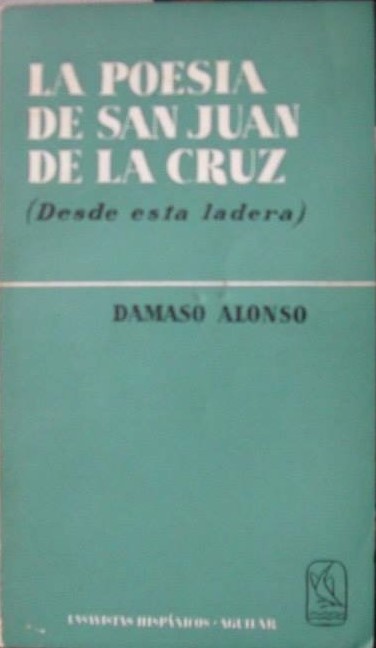 LA POESIA
DE SAN JUAN
DE LA CRUZ
(Desde esta ladera)
DAMASO ALONSO
ENSAYISTAS HISPÁNICOS - AGUILAR